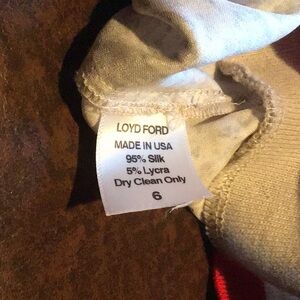 LOYD FORD
MADE IN USA
95% Silk
5% Lycra
Dry Clean Only
6